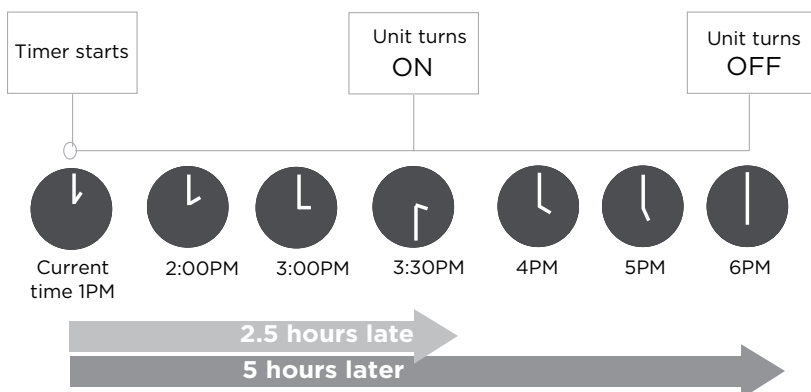 Timer starts
Unit turns
ON
Unit turns
OFF
Current
time 1PM
2:00PM
3:00PM
3:30PM
4PM
5PM
6PM
2.5 hours late
5 hours later